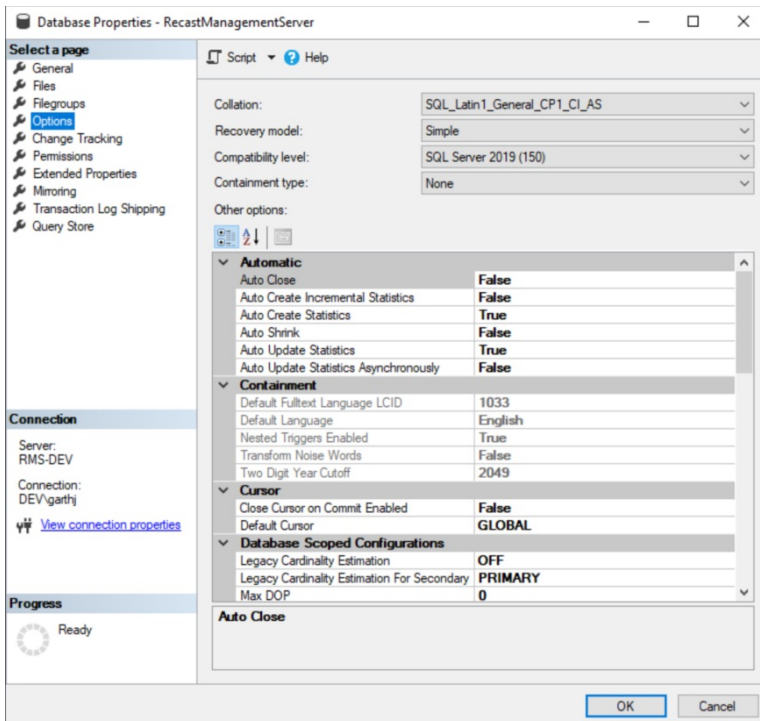 Database Properties - RecastManagementServer
Select a page
General
Files
Filegroups
Options
Change Tracking
Permissions
Extended Properties
Mirroring
Transaction Log Shipping
Query Store
Connection
Server:
RMS-DEV
Connection:
DEV\garthj
View connection properties
Progress
Ready
Script Help
Collation: SQL_Latin1_General_CP1_CI_AS
Recovery model: Simple
Compatibility level: SQL Server 2019 (150)
Containment type: None
Other options:
Automatic
Auto Close False
Auto Create Incremental Statistics False
Auto Create Statistics True
Auto Shrink False
Auto Update Statistics True
Auto Update Statistics Asynchronously False
Containment
Default Fulltext Language LCID 1033
Default Language English
Nested Triggers Enabled True
Transform Noise Words False
Two Digit Year Cutoff 2049
Cursor
Close Cursor on Commit Enabled False
Default Cursor GLOBAL
Database Scoped Configurations
Legacy Cardinality Estimation OFF
Legacy Cardinality Estimation For Secondary PRIMARY
Max DOP 0
Auto Close
OK Cancel